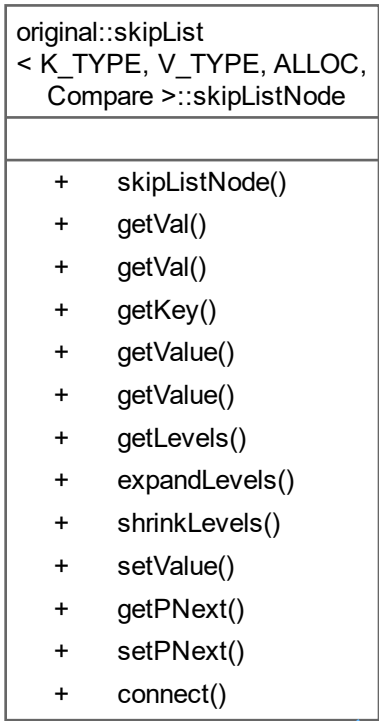 original::skipList
< K_TYPE, V_TYPE, ALLOC,
Compare >::skipListNode
+ skipListNode()
+ getVal()
+ getVal()
+ getKey()
+ getValue()
+ getValue()
+ getLevels()
+ expandLevels()
+ shrinkLevels()
+ setValue()
+ getPNext()
+ setPNext()
+ connect()